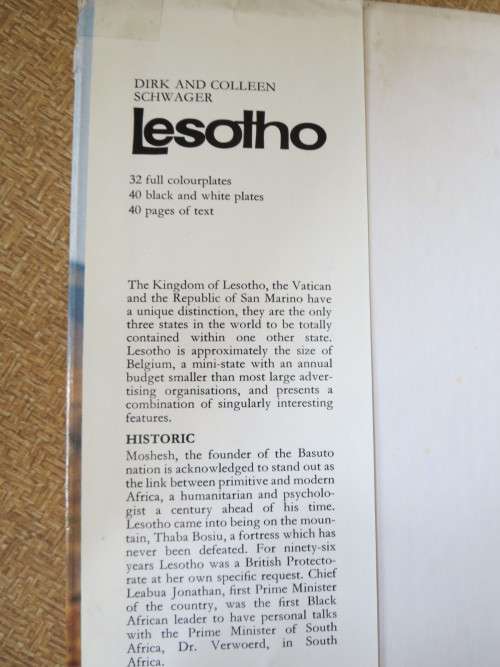 DIRK AND COLLEEN
SCHWAGER
Lesotho
32 full colourplates
40 black and white plates
40 pages of text
The Kingdom of Lesotho, the Vatican
and the Republic of San Marino have
a unique distinction, they are the only
three states in the world to be totally
contained within one other state.
Lesotho is approximately the size of
Belgium, a mini-state with an annual
budget smaller than most large adver-
tising organisations, and presents a
combination of singularly interesting
features.
HISTORIC
Moshesh, the founder of the Basuto
nation is acknowledged to stand out as
the link between primitive and modern
Africa, a humanitarian and psycholo-
gist a century ahead of his time.
Lesotho came into being on the moun-
tain, Thaba Bosiu, a fortress which has
never been defeated. For ninety-six
years Lesotho was a British Protecto-
rate at her own specific request. Chief
Leabua Jonathan, first Prime Minister
of the country, was the first Black
African leader to have personal talks
with the Prime Minister of South
Africa, Dr. Verwoerd, in South
Africa.